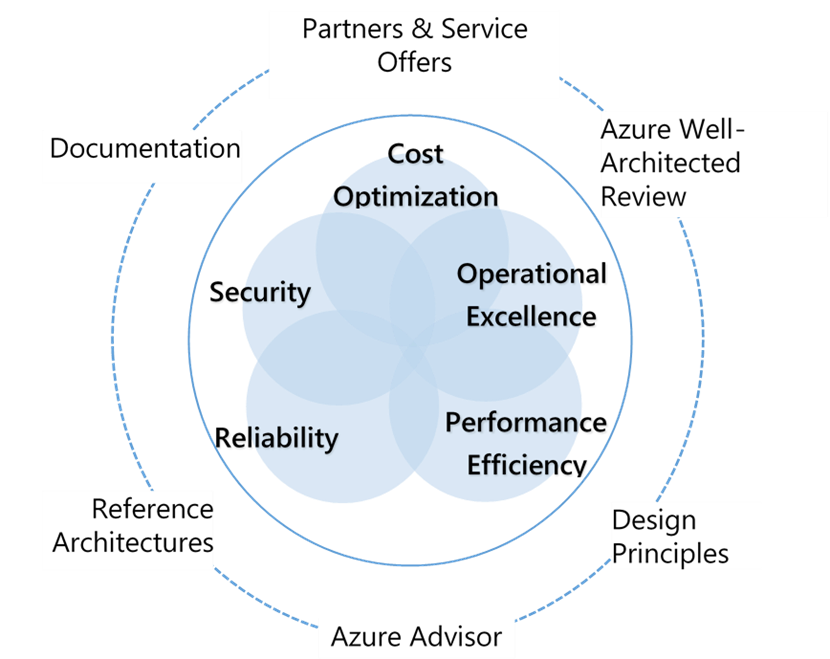 Partners & Service
Offers
Documentation
Azure Well-
Architected
Review
Cost
Optimization
Security
Operational
Excellence
Reliability
Performance
Efficiency
Reference
Architectures
Design
Principles
Azure Advisor